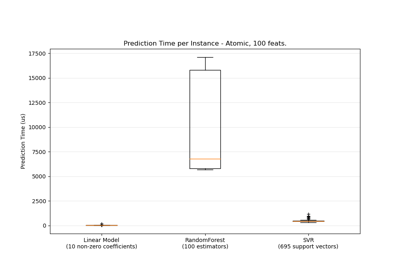 Prediction Time per Instance - Atomic, 100 feats.
17500
15000
12500
10000
7500
5000
2500
0
Prediction Time (us)
Linear Model
(10 non-zero coefficients)
RandomForest
(100 estimators)
SVR
(695 support vectors)